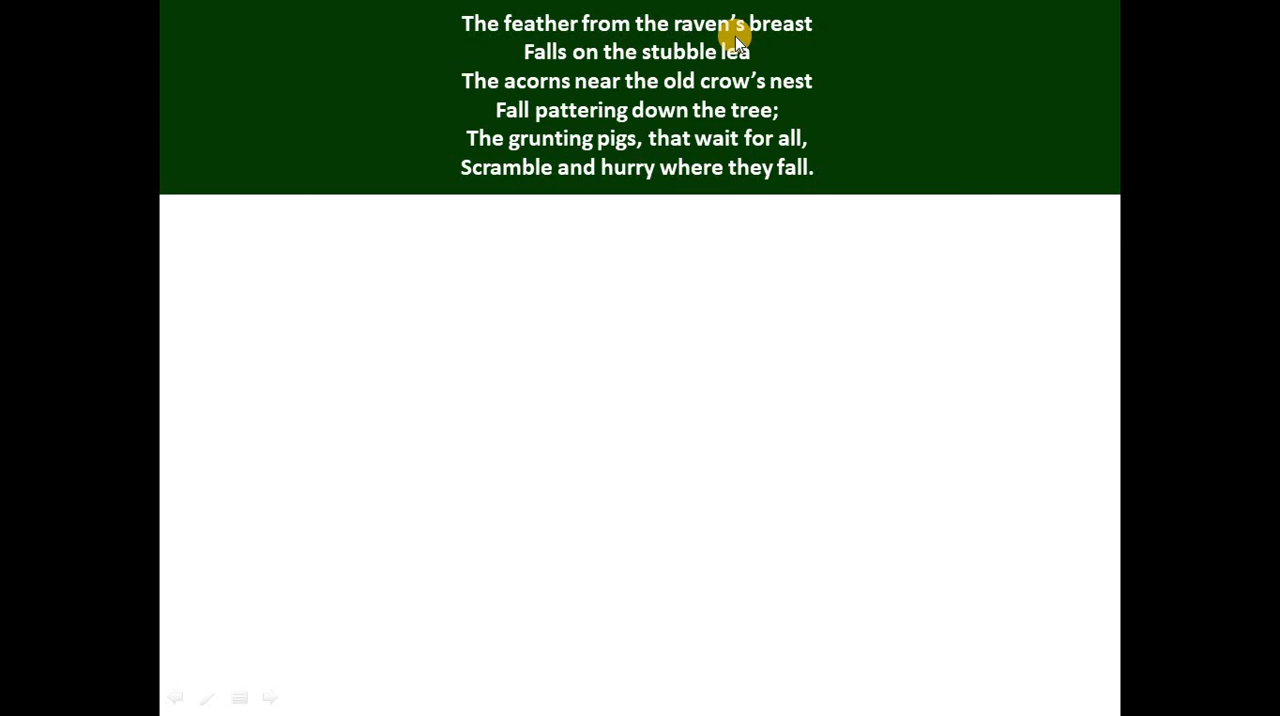 The feather from the raven’s breast
Falls on the stubble lea
The acorns near the old crow’s nest
Fall pattering down the tree;
The grunting pigs, that wait for all,
Scramble and hurry where they fall.